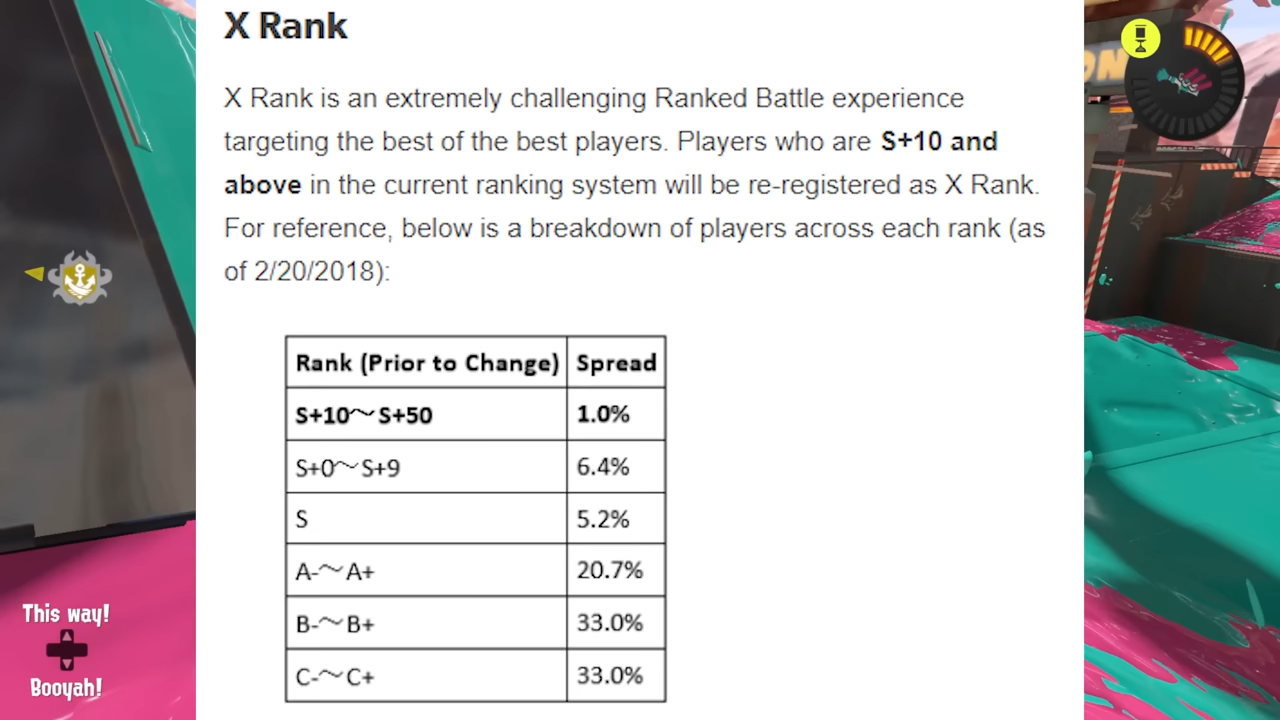 X Rank
X Rank is an extremely challenging Ranked Battle experience
targeting the best of the best players. Players who are S+10 and
above in the current ranking system will be re-registered as X Rank.
For reference, below is a breakdown of players across each rank (as
of 2/20/2018):
Rank (Prior to Change) Spread
S+10～S+50 1.0%
S+0～S+9 6.4%
S 5.2%
A-～A+ 20.7%
B-～B+ 33.0%
C-～C+ 33.0%
This way!
Booyah!